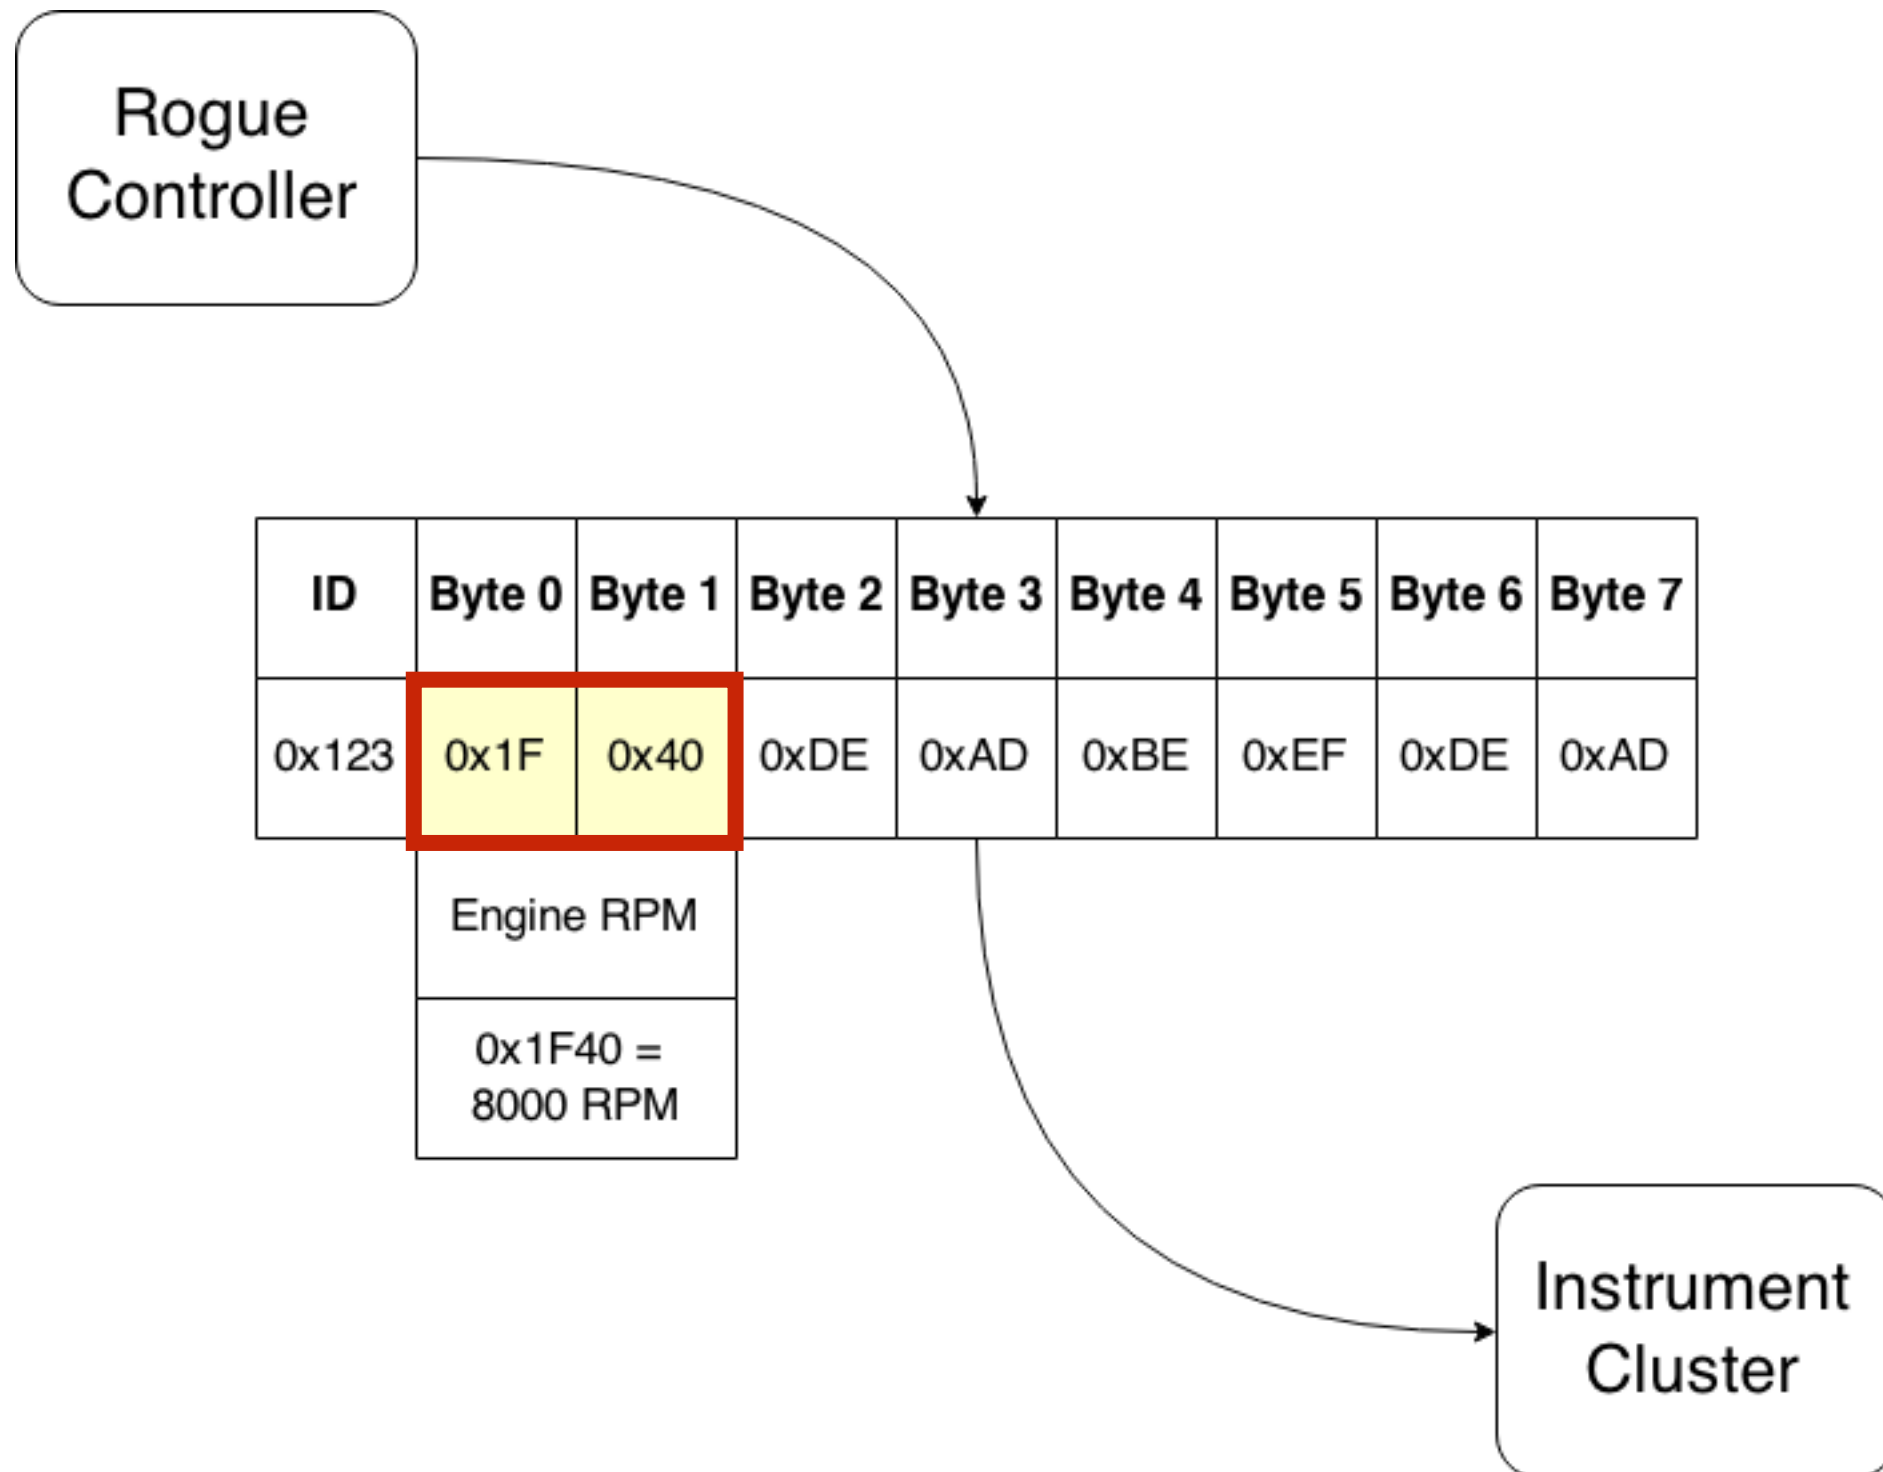 Rogue
Controller
ID Byte 0 Byte 1 Byte 2 Byte 3 Byte 4 Byte 5 Byte 6 Byte 7
0x123 0x1F 0x40 0xDE 0xAD 0xBE 0xEF 0xDE 0xAD
Engine RPM
0x1F40 =
8000 RPM
Instrument
Cluster